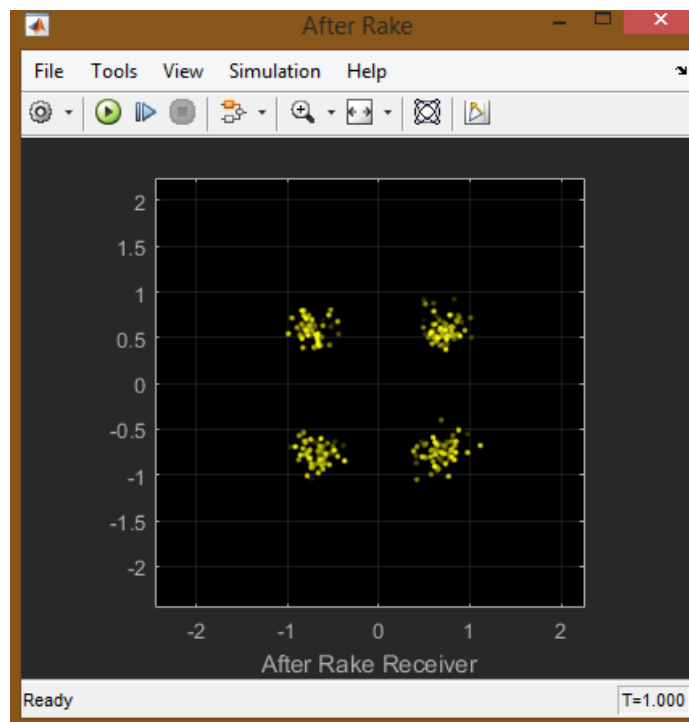 After Rake
File Tools View Simulation Help
2
1.5
1
0.5
0
-0.5
-1
-1.5
-2
-2 -1 0 1 2
After Rake Receiver
Ready T=1.000